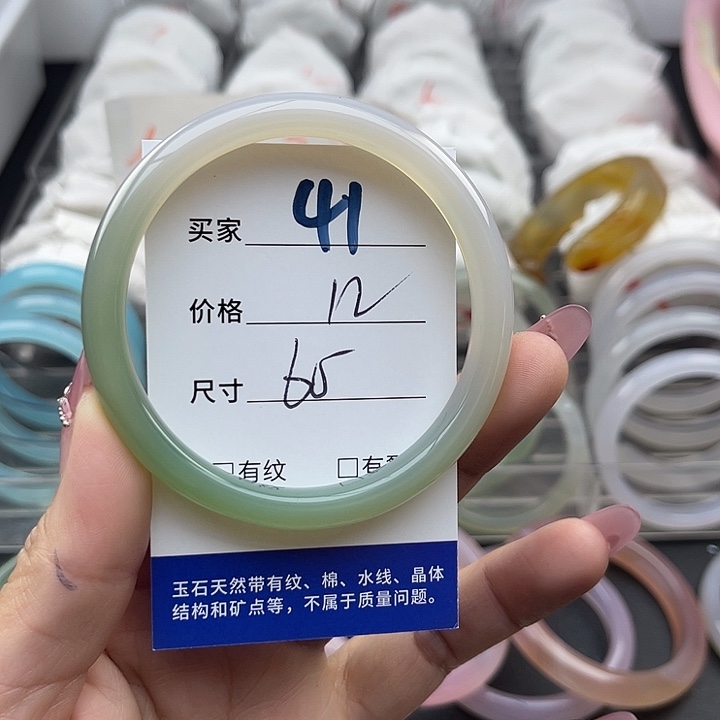 买家 41
价格 12
尺寸 65
□有纹 □有
玉石天然带有纹、棉、水线、晶体
结构和矿点等，不属于质量问题。